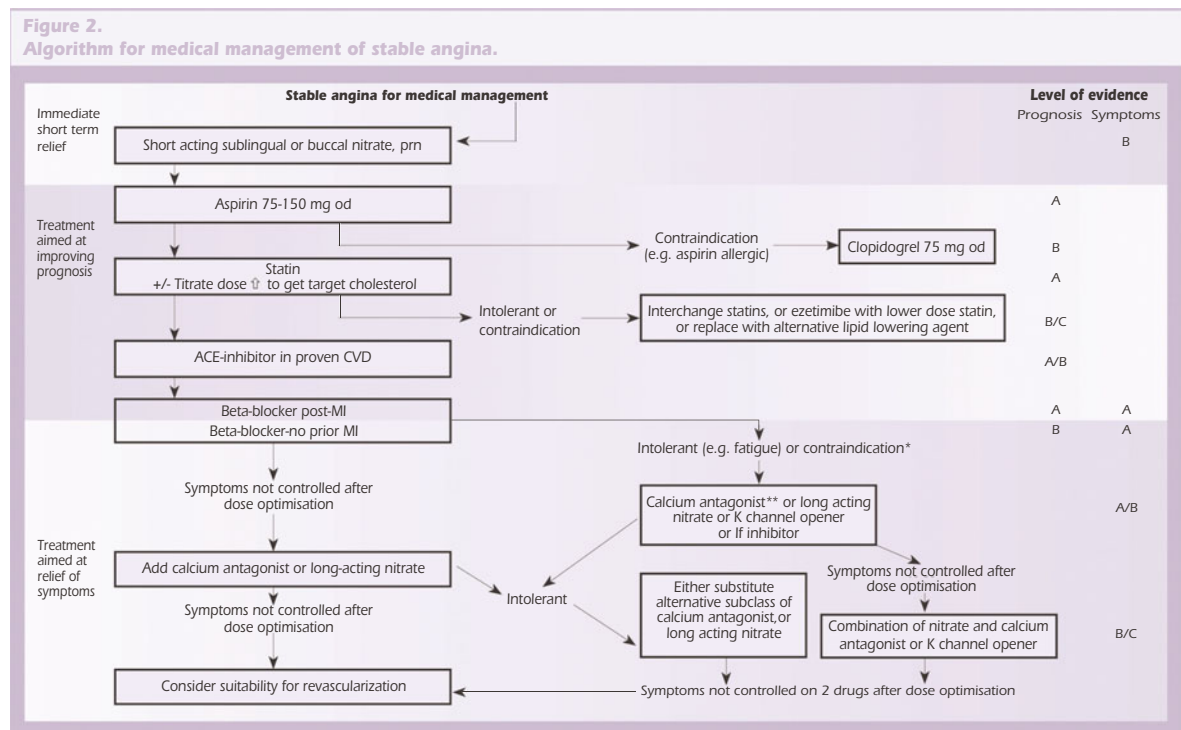 Figure 2.
Algorithm for medical management of stable angina.
Stable angina for medical management
Level of evidence
Prognosis Symptoms
Immediate
short term
relief
Short acting sublingual or buccal nitrate, prn
B
Treatment
aimed at
improving
prognosis
Aspirin 75-150 mg od
A
Contraindication
(e.g. aspirin allergic)
Clopidogrel 75 mg od
B
Statin
+/- Titrate dose ⇧ to get target cholesterol
A
Intolerant or
contraindication
Interchange statins, or ezetimibe with lower dose statin,
or replace with alternative lipid lowering agent
B/C
ACE-inhibitor in proven CVD
A/B
Beta-blocker post-MI
A A
Beta-blocker-no prior MI
B A
Intolerant (e.g. fatigue) or contraindication*
Symptoms not controlled after
dose optimisation
Calcium antagonist** or long acting
nitrate or K channel opener
or If inhibitor
A/B
Treatment
aimed at
relief of
symptoms
Add calcium antagonist or long-acting nitrate
Intolerant
Symptoms not controlled after
dose optimisation
Symptoms not controlled after
dose optimisation
Either substitute
alternative subclass of
calcium antagonist,or
long acting nitrate
Combination of nitrate and calcium
antagonist or K channel opener
B/C
Consider suitability for revascularization
Symptoms not controlled on 2 drugs after dose optimisation